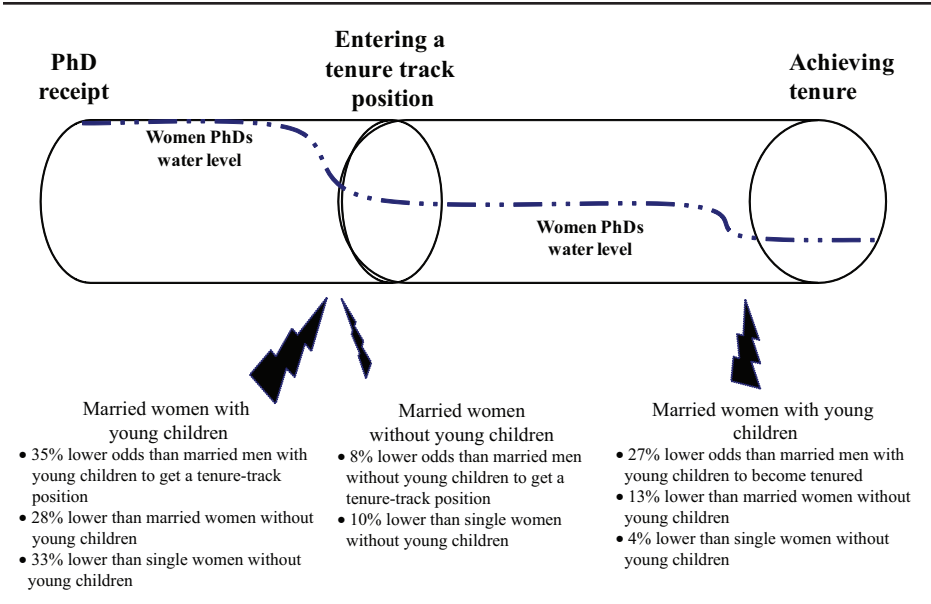 PhD
receipt
Entering a
tenure track
position
Achieving
tenure
Women PhDs
water level
Women PhDs
water level
Married women with
young children
• 35% lower odds than married men with
young children to get a tenure-track
position
• 28% lower than married women without
young children
• 33% lower than single women without
young children
Married women
without young children
• 8% lower odds than married men
without young children to get a
tenure-track position
• 10% lower than single women
without young children
Married women with young
children
• 27% lower odds than married men with
young children to become tenured
• 13% lower than married women without
young children
• 4% lower than single women without
young children